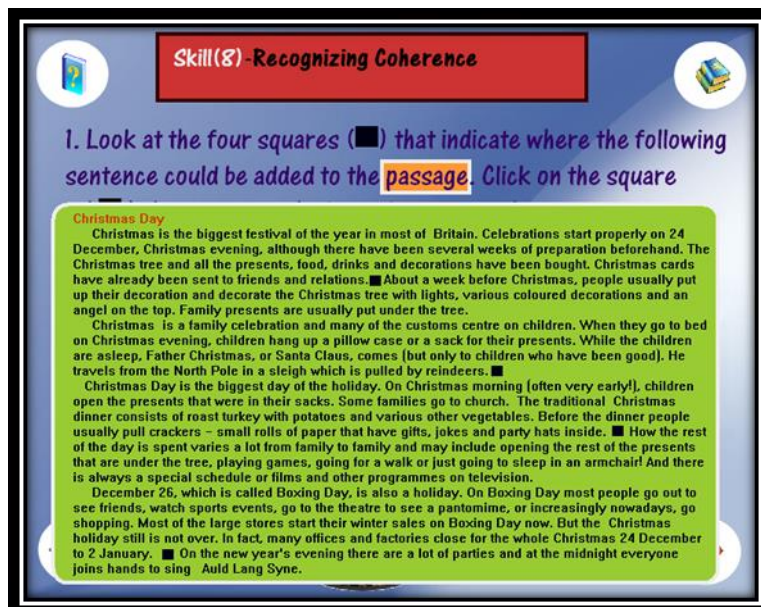 Skill(8)-Recognizing Coherence
1. Look at the four squares (■) that indicate where the following
sentence could be added to the passage. Click on the square
Christmas Day
Christmas is the biggest festival of the year in most of Britain. Celebrations start properly on 24
December, Christmas evening, although there have been several weeks of preparation beforehand. The
Christmas tree and all the presents, food, drinks and decorations have been bought. Christmas cards
have already been sent to friends and relations.■ About a week before Christmas, people usually put
up their decoration and decorate the Christmas tree with lights, various coloured decorations and an
angel on the top. Family presents are usually put under the tree.
Christmas is a family celebration and many of the customs centre on children. When they go to bed
on Christmas evening, children hang up a pillow case or a sack for their presents. While the children
are asleep, Father Christmas, or Santa Claus, comes (but only to children who have been good). He
travels from the North Pole in a sleigh which is pulled by reindeers. ■
Christmas Day is the biggest day of the holiday. On Christmas morning (often very early!), children
open the presents that were in their sacks. Some families go to church. The traditional Christmas
dinner consists of roast turkey with potatoes and various other vegetables. Before the dinner people
usually pull crackers – small rolls of paper that have gifts, jokes and party hats inside. ■ How the rest
of the day is spent varies a lot from family to family and may include opening the rest of the presents
that are under the tree, playing games, going for a walk or just going to sleep in an armchair! And there
is always a special schedule or films and other programmes on television.
December 26, which is called Boxing Day, is also a holiday. On Boxing Day most people go out to
see friends, watch sports events, go to the theatre to see a pantomime, or increasingly nowadays, go
shopping. Most of the large stores start their winter sales on Boxing Day now. But the Christmas
holiday still is not over. In fact, many offices and factories close for the whole Christmas 24 December
to 2 January. ■ On the new year's evening there are a lot of parties and at the midnight everyone
joins hands to sing Auld Lang Syne.